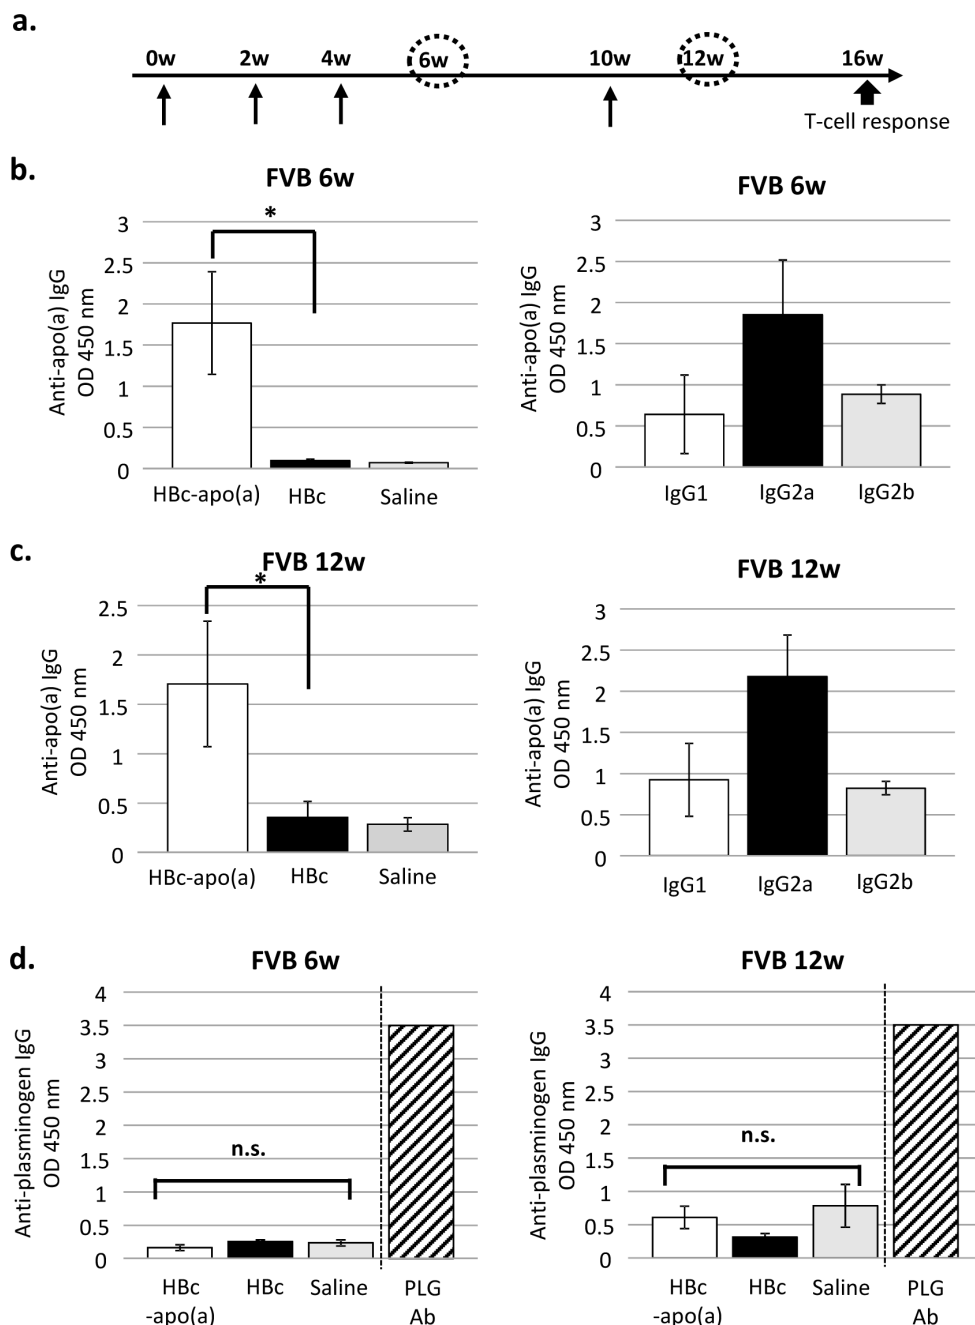 a.
0w 2w 4w 6w 10w 12w 16w
T-cell response
b.
FVB 6w
*
Anti-apo(a) IgG
OD 450 nm
3
2.5
2
1.5
1
0.5
0
HBc-apo(a) HBc Saline
FVB 6w
Anti-apo(a) IgG
OD 450 nm
3
2.5
2
1.5
1
0.5
0
IgG1 IgG2a IgG2b
c.
FVB 12w
*
Anti-apo(a) IgG
OD 450 nm
2.5
2
1.5
1
0.5
0
HBc-apo(a) HBc Saline
FVB 12w
Anti-apo(a) IgG
OD 450 nm
3
2.5
2
1.5
1
0.5
0
IgG1 IgG2a IgG2b
d.
FVB 6w
Anti-plasminogen IgG
OD 450 nm
4
3.5
3
2.5
2
1.5
1
0.5
0
n.s.
HBc HBc Saline PLG
-apo(a) Ab
FVB 12w
Anti-plasminogen IgG
OD 450 nm
4
3.5
3
2.5
2
1.5
1
0.5
0
n.s.
HBc HBc Saline PLG
-apo(a) Ab